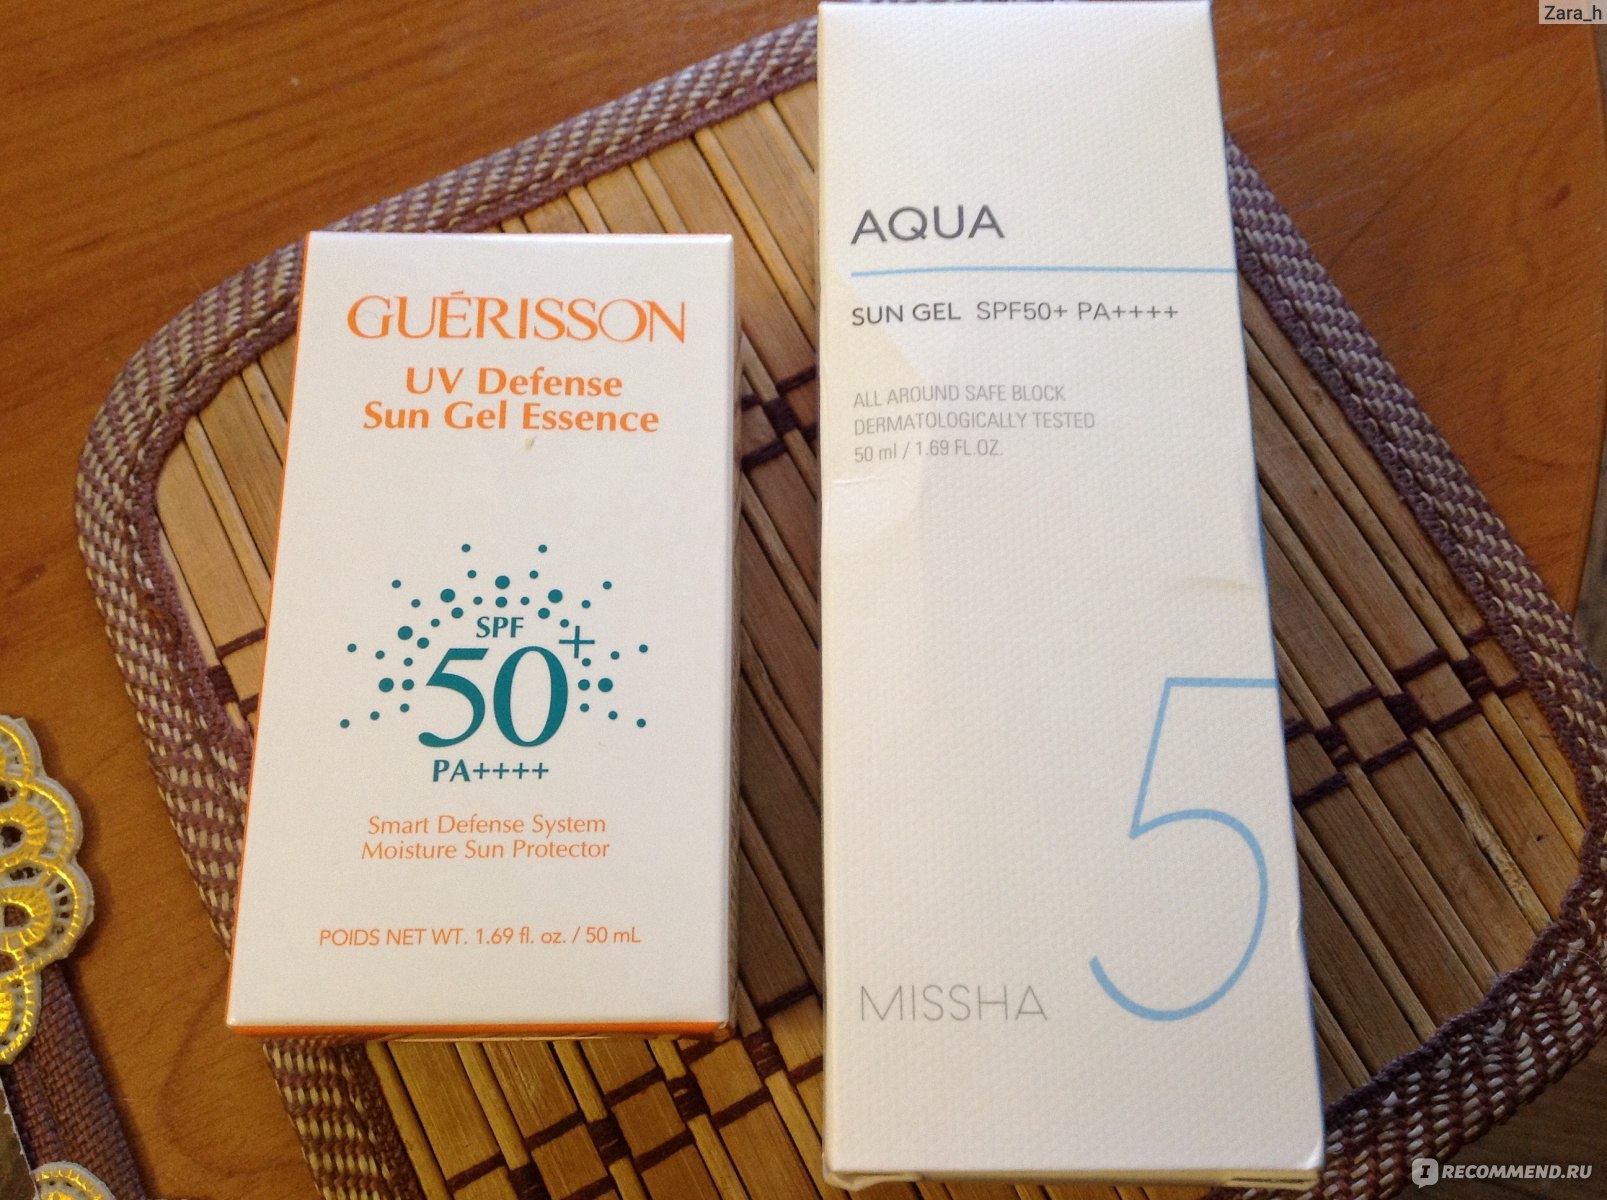 Zara_h
GUÉRISSON
UV Defense
Sun Gel Essence
SPF
50+
PA++++
Smart Defense System
Moisture Sun Protector
POIDS NET WT. 1.69 fl. oz. / 50 mL
AQUA
SUN GEL SPF50+ PA++++
ALL AROUND SAFE BLOCK
DERMATOLOGICALLY TESTED
50 ml / 1.69 FL.OZ.
5
MISSHA
I RECOMMEND.RU